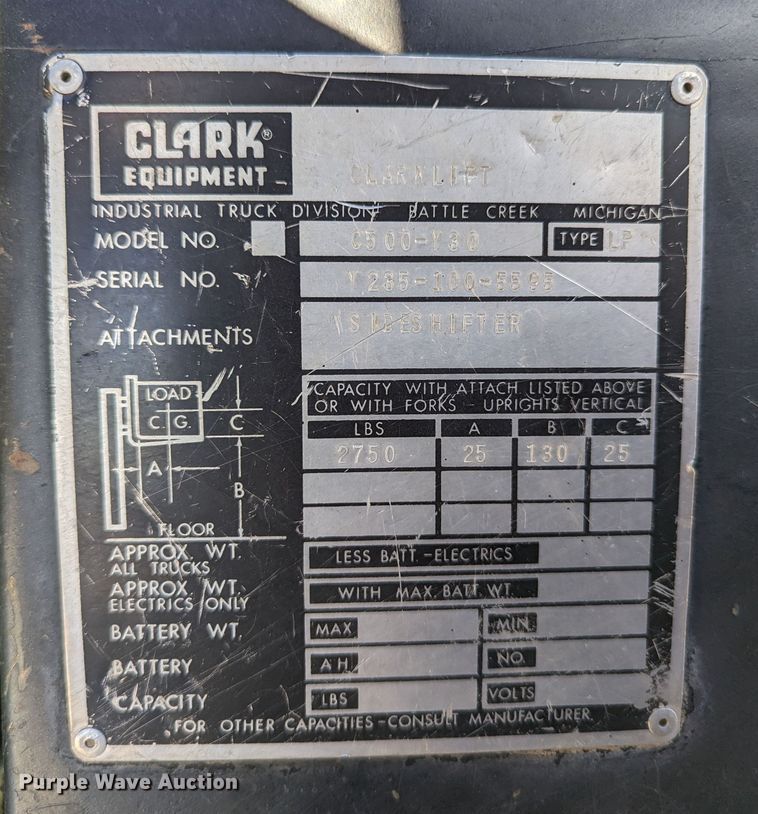 CLARK®
EQUIPMENT
CLARKLIFT
INDUSTRIAL TRUCK DIVISION BATTLE CREEK MICHIGAN
MODEL NO. C500-Y30 TYPE LP
SERIAL NO. Y235-100-5595
ATTACHMENTS SIDESHIFTER
LOAD
C. G.
C
A
B
FLOOR
CAPACITY WITH ATTACH LISTED ABOVE
OR WITH FORKS - UPRIGHTS VERTICAL
LBS A B C
2750 25 130 25
APPROX. WT. LESS BATT.-ELECTRICS
ALL TRUCKS
APPROX. WT. WITH MAX. BATT. WT.
ELECTRICS ONLY
BATTERY WT. MAX MIN.
BATTERY A H NO.
CAPACITY LBS VOLTS
FOR OTHER CAPACITIES-CONSULT MANUFACTURER.
Purple Wave Auction